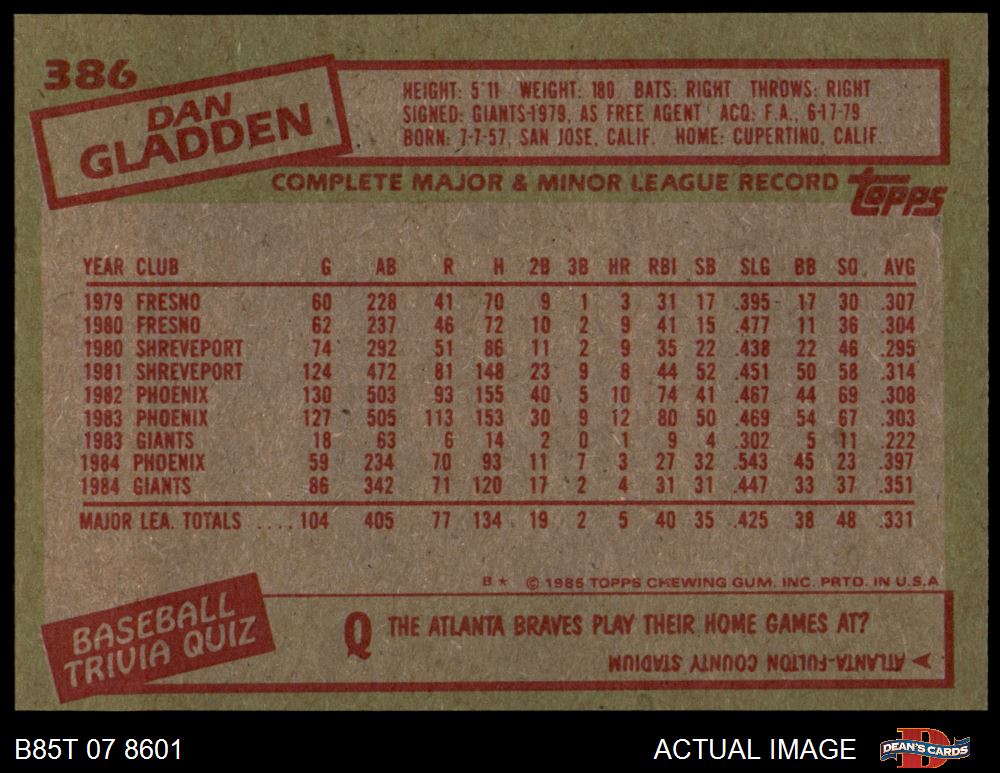 386
DAN
GLADDEN
HEIGHT: 5'11 WEIGHT: 180 BATS: RIGHT THROWS: RIGHT
SIGNED: GIANTS-1979, AS FREE AGENT ACQ: F.A., 6-17-79
BORN: 7-7-57, SAN JOSE, CALIF. HOME: CUPERTINO, CALIF.
COMPLETE MAJOR & MINOR LEAGUE RECORD topps
YEAR CLUB G AB R H 2B 3B HR RBI SB SLG BB SO AVG
1979 FRESNO 60 228 41 70 9 1 3 31 17 .395 17 30 .307
1980 FRESNO 62 237 46 72 10 2 9 41 15 .477 11 36 .304
1980 SHREVEPORT 74 292 51 86 11 2 9 35 22 .438 22 46 .295
1981 SHREVEPORT 124 472 81 148 23 9 8 44 52 .451 50 58 .314
1982 PHOENIX 130 503 93 155 40 5 10 74 41 .467 44 69 .308
1983 PHOENIX 127 505 113 153 30 9 12 80 50 .469 54 67 .303
1983 GIANTS 18 63 6 14 2 0 1 9 4 .302 5 11 .222
1984 PHOENIX 59 234 70 93 11 7 3 27 32 .543 45 23 .397
1984 GIANTS 86 342 71 120 17 2 4 31 31 .447 33 37 .351
MAJOR LEA. TOTALS .... 104 405 77 134 19 2 5 40 35 .425 38 48 .331
B * © 1985 TOPPS CHEWING GUM, INC. PRTD. IN U.S.A
BASEBALL
TRIVIA QUIZ
Q THE ATLANTA BRAVES PLAY THEIR HOME GAMES AT?
ATLANTA-FULTON COUNTY STADIUM
B85T 07 8601
ACTUAL IMAGE
DEAN'S CARDS